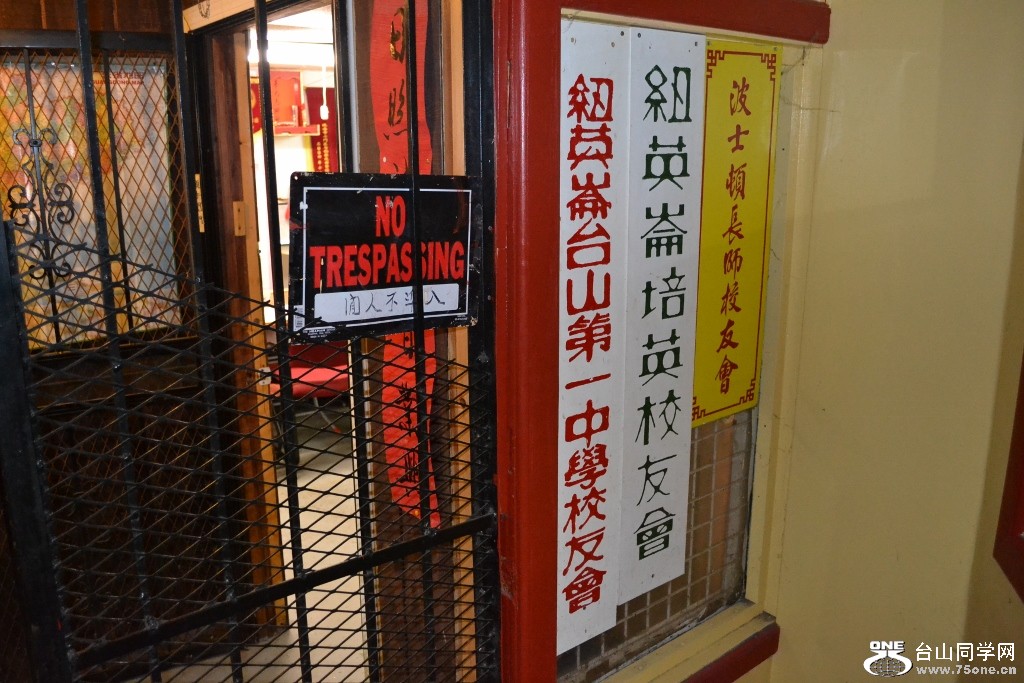 日照
NO
TRESPASSING
閒人不准入
紐英崙台山第一中學校友會
紐英崙培英校友會
波士頓長師校友會
ONE
台山同学网
www.75one.cn